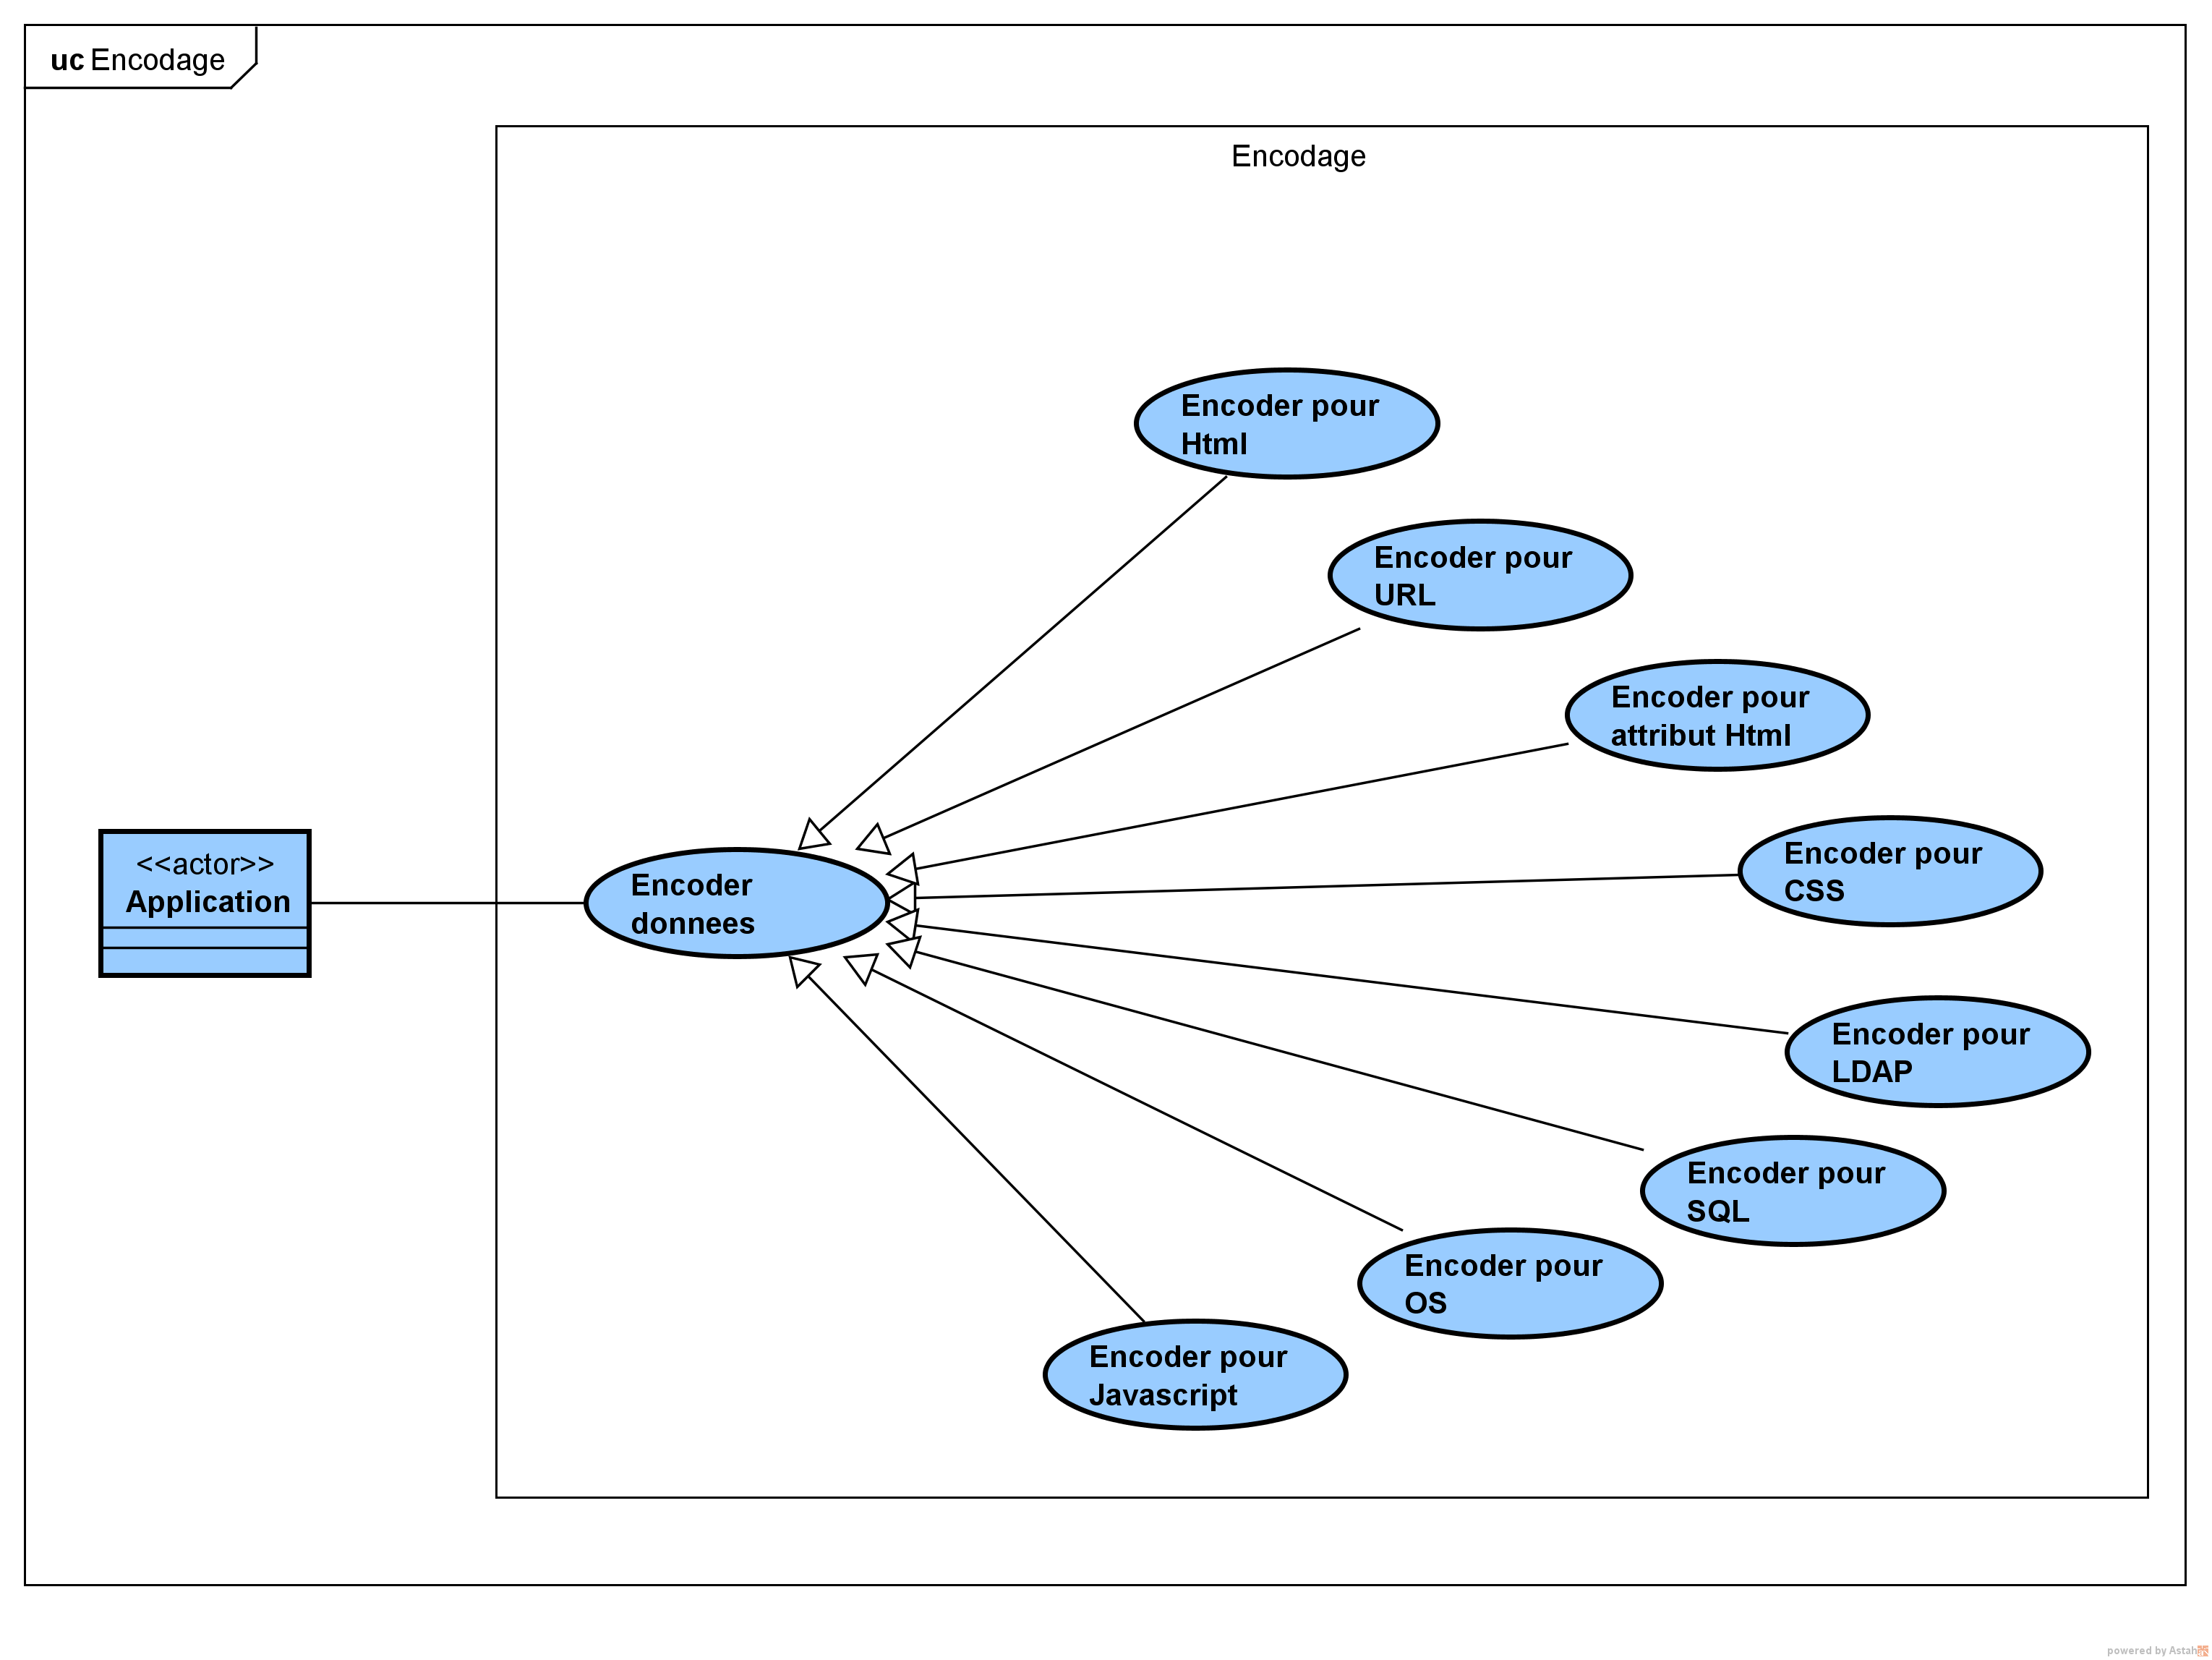 uc Encodage
Encodage
Encoder pour
Html
Encoder pour
URL
Encoder pour
attribut Html
Encoder pour
CSS
<<actor>>
Application
Encoder
donnees
Encoder pour
LDAP
Encoder pour
SQL
Encoder pour
OS
Encoder pour
Javascript
powered by Astah